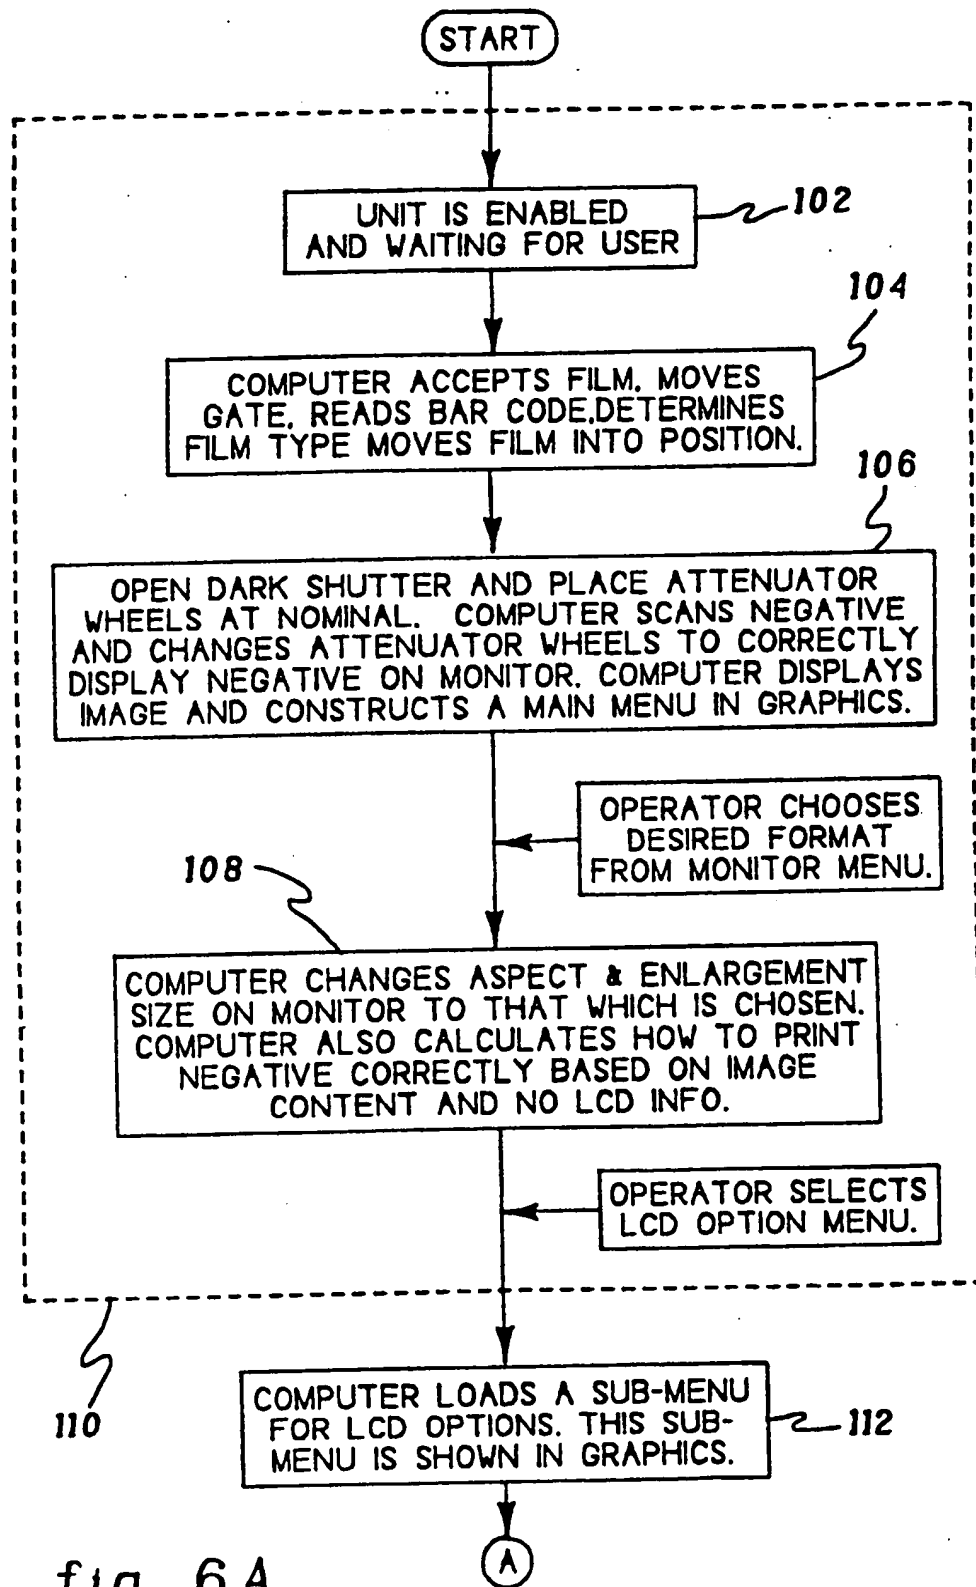 START
UNIT IS ENABLED
AND WAITING FOR USER
102
104
COMPUTER ACCEPTS FILM. MOVES
GATE. READS BAR CODE.DETERMINES
FILM TYPE MOVES FILM INTO POSITION.
106
OPEN DARK SHUTTER AND PLACE ATTENUATOR
WHEELS AT NOMINAL. COMPUTER SCANS NEGATIVE
AND CHANGES ATTENUATOR WHEELS TO CORRECTLY
DISPLAY NEGATIVE ON MONITOR. COMPUTER DISPLAYS
IMAGE AND CONSTRUCTS A MAIN MENU IN GRAPHICS.
OPERATOR CHOOSES
DESIRED FORMAT
FROM MONITOR MENU.
108
COMPUTER CHANGES ASPECT & ENLARGEMENT
SIZE ON MONITOR TO THAT WHICH IS CHOSEN.
COMPUTER ALSO CALCULATES HOW TO PRINT
NEGATIVE CORRECTLY BASED ON IMAGE
CONTENT AND NO LCD INFO.
OPERATOR SELECTS
LCD OPTION MENU.
110
COMPUTER LOADS A SUB-MENU
FOR LCD OPTIONS. THIS SUB-
MENU IS SHOWN IN GRAPHICS.
112
A
fig. 6A